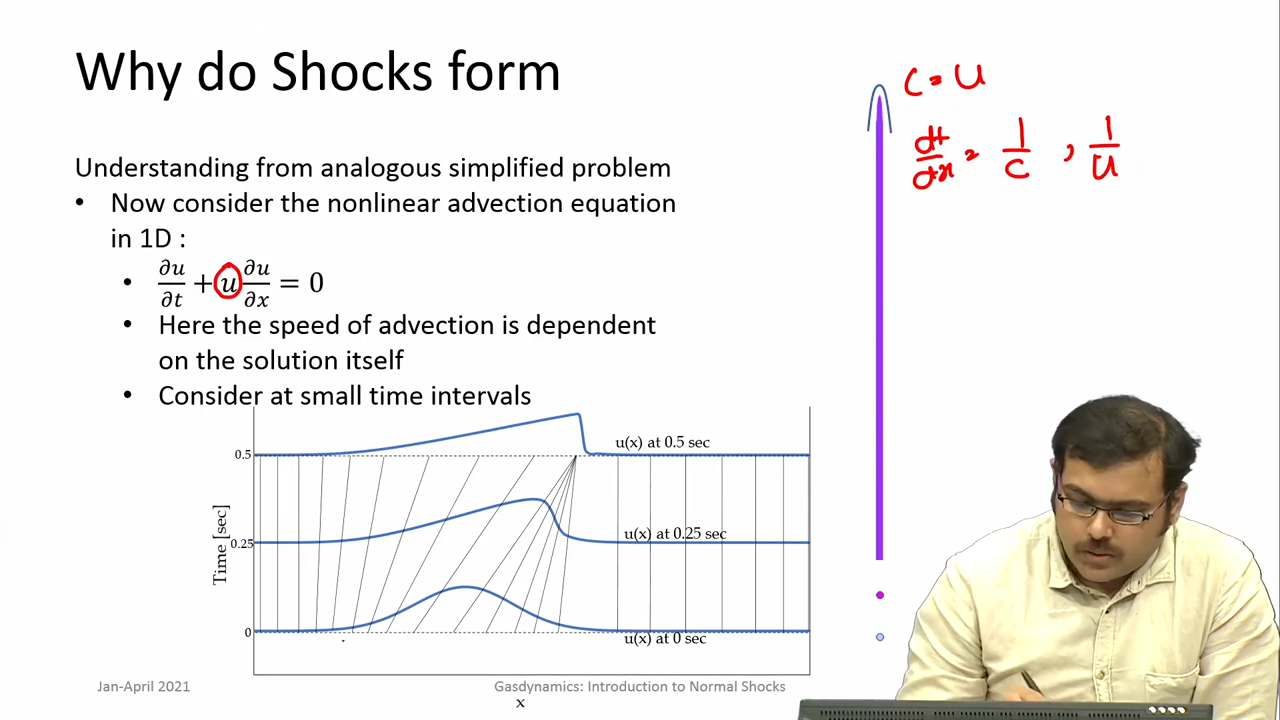 Why do Shocks form
Understanding from analogous simplified problem
• Now consider the nonlinear advection equation
in 1D :
• ∂u/∂t + u ∂u/∂x = 0
• Here the speed of advection is dependent
on the solution itself
• Consider at small time intervals
C = U
dt/dx = 1/C , 1/U
u(x) at 0.5 sec
0.5
u(x) at 0.25 sec
0.25
Time [sec]
0
u(x) at 0 sec
x
Jan-April 2021
Gasdynamics: Introduction to Normal Shocks